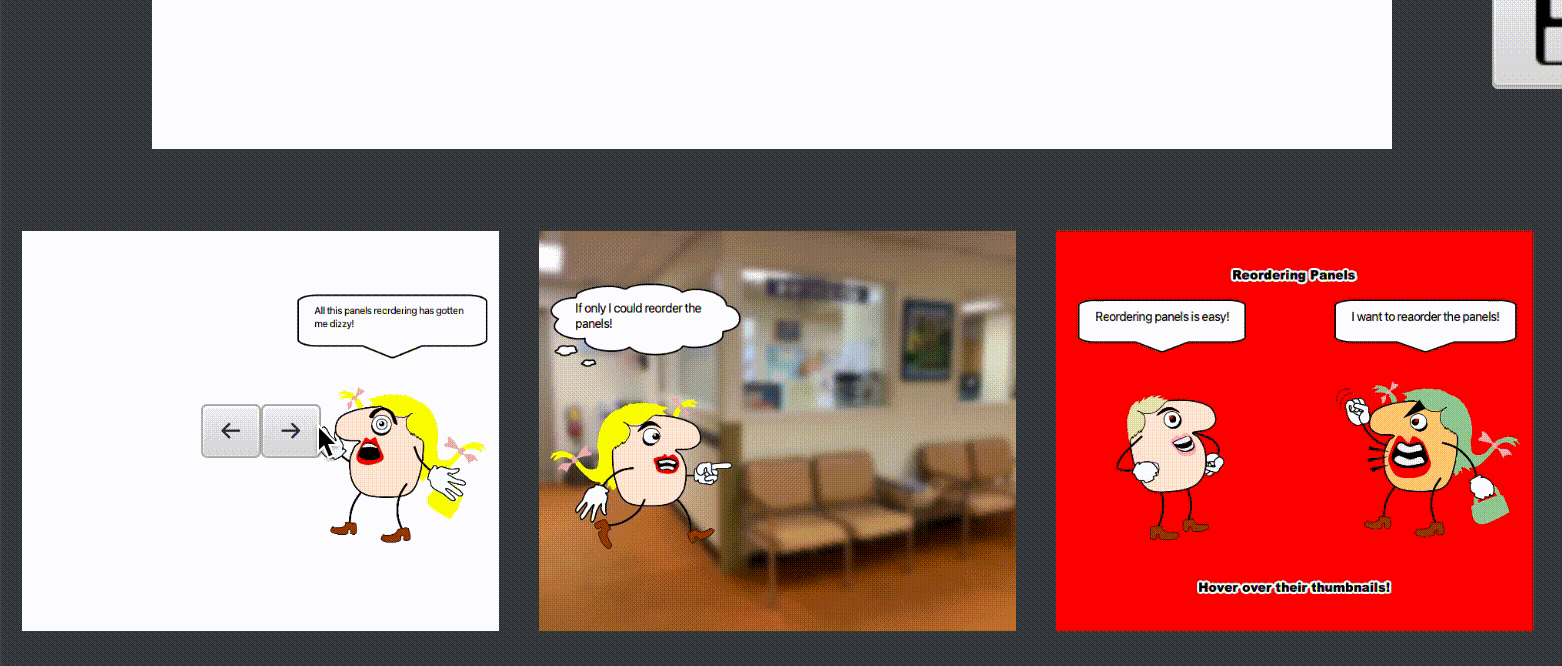 All this panels recrdering has gotten
me dizzy!
If only I could reorder the
panels!
Reordering Panels
Reordering panels is easy!
I want to reaorder the panels!
Hover over their thumbnails!